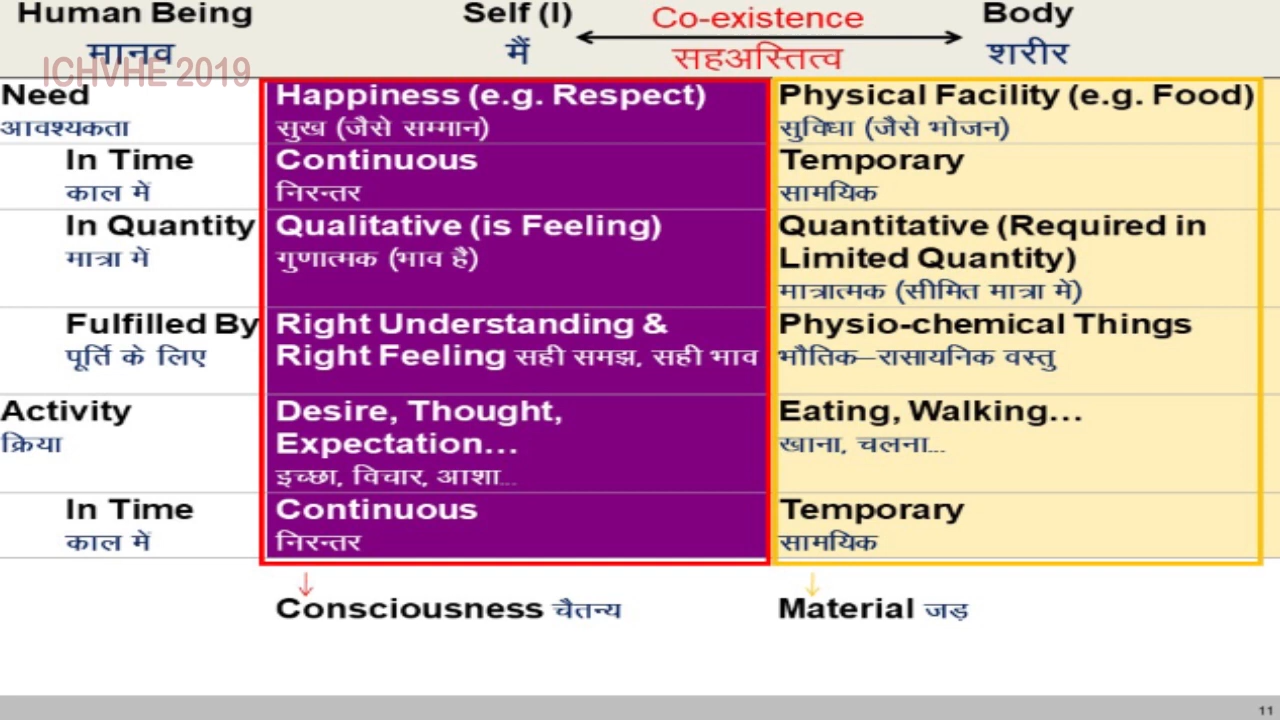 Human Being Self (I) Co-existence Body
मानव मैं सहअस्तित्व शरीर
ICHVHE 2019
Need Happiness (e.g. Respect) Physical Facility (e.g. Food)
आवश्यकता सुख (जैसे सम्मान) सुविधा (जैसे भोजन)
In Time Continuous Temporary
काल में निरन्तर सामयिक
In Quantity Qualitative (is Feeling) Quantitative (Required in
Limited Quantity)
मात्रा में गुणात्मक (भाव है) मात्रात्मक (सीमित मात्रा में)
Fulfilled By Right Understanding & Physio-chemical Things
पूर्ति के लिए Right Feeling सही समझ, सही भाव भौतिक–रासायनिक वस्तु
Activity Desire, Thought, Eating, Walking…
क्रिया Expectation… खाना, चलना...
इच्छा, विचार, आशा...
In Time Continuous Temporary
काल में निरन्तर सामयिक
Consciousness चैतन्य Material जड़
11